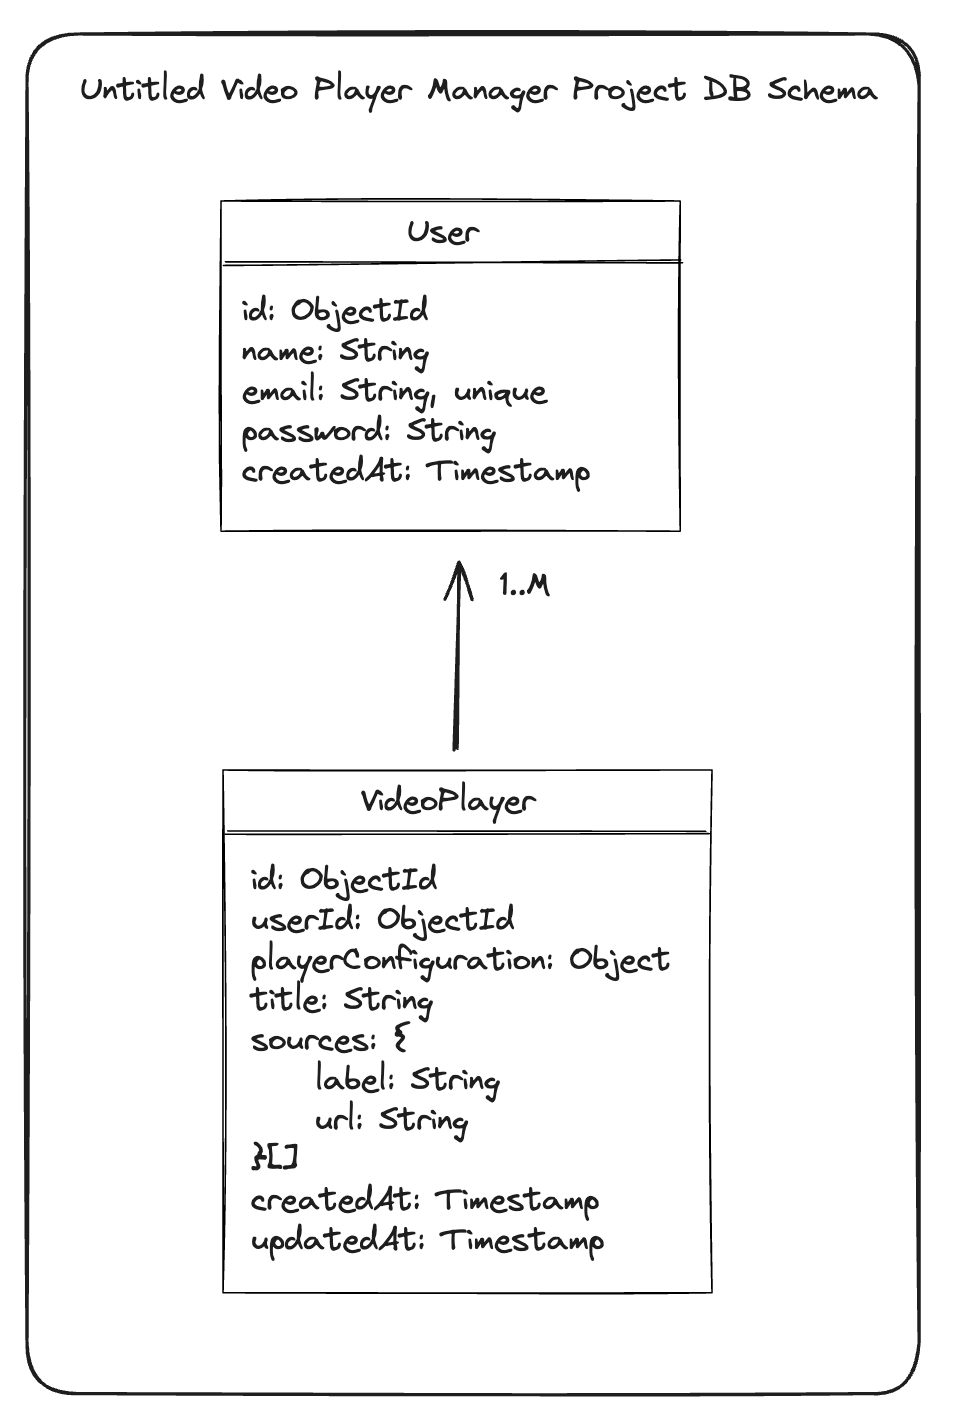 Untitled Video Player Manager Project DB Schema
User
id: ObjectId
name: String
email: String, unique
password: String
createdAt: Timestamp
1..M
VideoPlayer
id: ObjectId
userId: ObjectId
playerConfiguration: Object
title: String
sources: {
label: String
url: String
}[]
createdAt: Timestamp
updatedAt: Timestamp